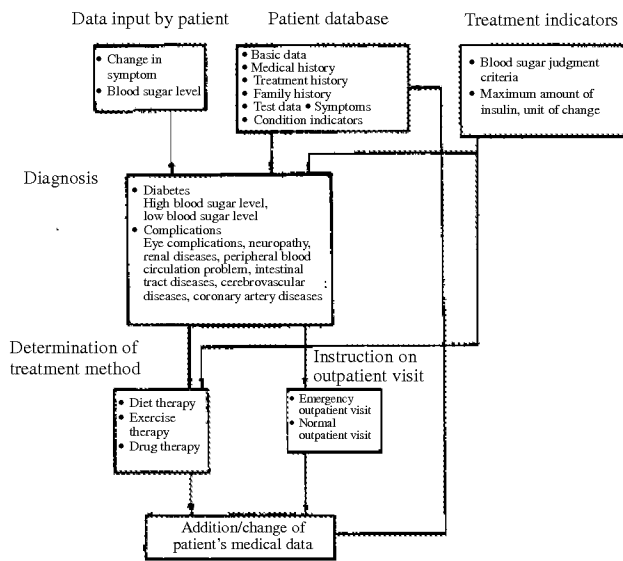 Data input by patient
Patient database
Treatment indicators
• Change in
symptom
• Blood sugar level
• Basic data
• Medical history
• Treatment history
• Family history
• Test data • Symptoms
• Condition indicators
• Blood sugar judgment
criteria
• Maximum amount of
insulin, unit of change
Diagnosis
• Diabetes
High blood sugar level,
low blood sugar level
• Complications
Eye complications, neuropathy,
renal diseases, peripheral blood
circulation problem, intestinal
tract diseases, cerebrovascular
diseases, coronary artery diseases
Determination of
treatment method
Instruction on
outpatient visit
• Diet therapy
• Exercise
therapy
• Drug therapy
• Emergency
outpatient visit
• Normal
outpatient visit
Addition/change of
patient's medical data